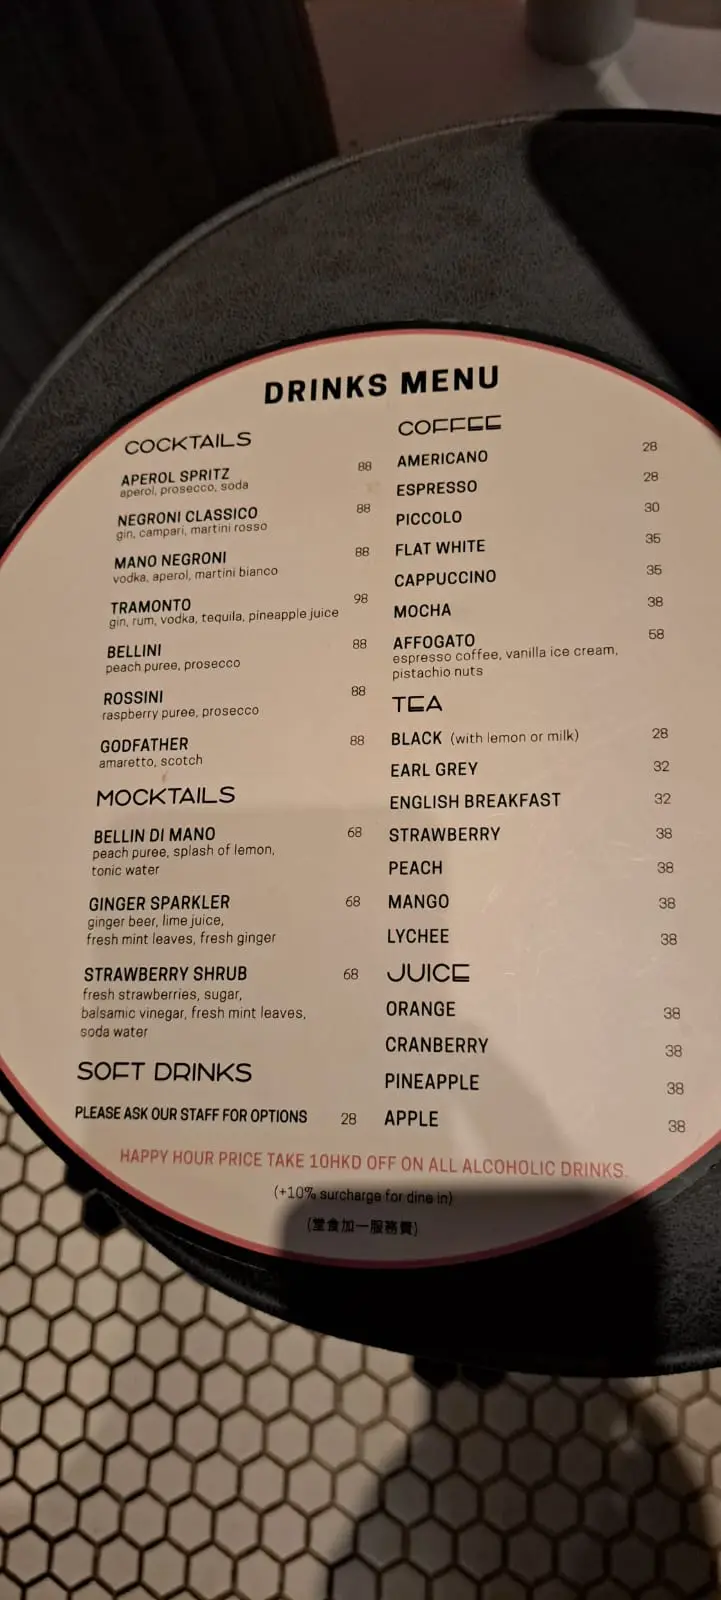 DRINKS MENU
COCKTAILS
APEROL SPRITZ 88
aperol, prosecco, soda
NEGRONI CLASSICO 88
gin, campari, martini rosso
MANO NEGRONI 88
vodka, aperol, martini bianco
TRAMONTO 98
gin, rum, vodka, tequila, pineapple juice
BELLINI 88
peach puree, prosecco
ROSSINI 88
raspberry puree, prosecco
GODFATHER 88
amaretto, scotch
MOCKTAILS
BELLIN DI MANO 68
peach puree, splash of lemon,
tonic water
GINGER SPARKLER 68
ginger beer, lime juice,
fresh mint leaves, fresh ginger
STRAWBERRY SHRUB 68
fresh strawberries, sugar,
balsamic vinegar, fresh mint leaves,
soda water
SOFT DRINKS
PLEASE ASK OUR STAFF FOR OPTIONS 28
COFFEE
AMERICANO 28
ESPRESSO 28
PICCOLO 30
FLAT WHITE 35
CAPPUCCINO 35
MOCHA 38
AFFOGATO 58
espresso coffee, vanilla ice cream,
pistachio nuts
TEA
BLACK (with lemon or milk) 28
EARL GREY 32
ENGLISH BREAKFAST 32
STRAWBERRY 38
PEACH 38
MANGO 38
LYCHEE 38
JUICE
ORANGE 38
CRANBERRY 38
PINEAPPLE 38
APPLE 38
HAPPY HOUR PRICE TAKE 10HKD OFF ON ALL ALCOHOLIC DRINKS.
(+10% surcharge for dine in)
(堂食加一服務費)